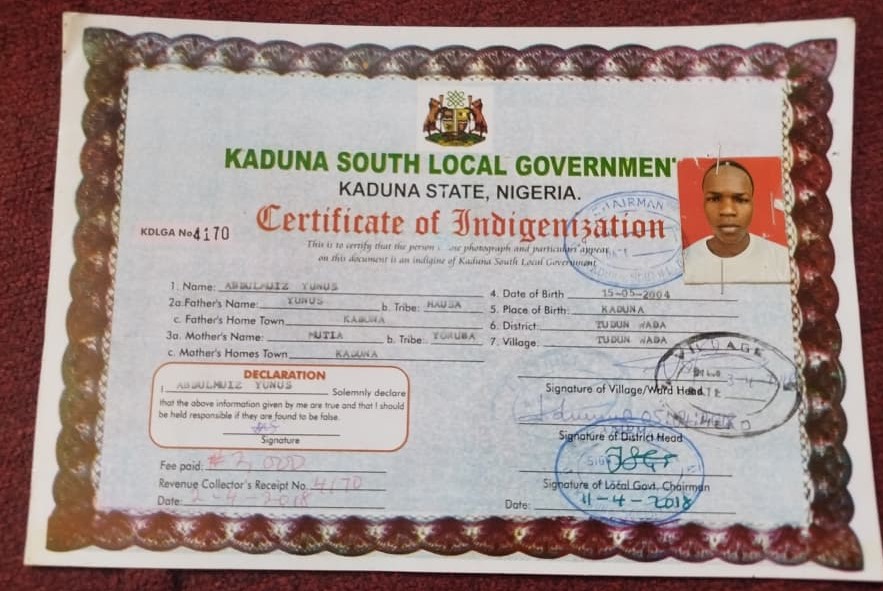 KADUNA SOUTH LOCAL GOVERNMEN
KADUNA STATE, NIGERIA.
Certificate of Indigenization
KDLGA No 4170
This is to certify that the person photograph and particulars appear
on this document is an indigine of Kaduna South Local Government
CHAIRMAN
1. Name: ABDULMUIZ YUNUS
2a. Father's Name: YUNUS b. Tribe: HAUSA
c. Father's Home Town KADUNA
3a. Mother's Name: MUTIA b. Tribe: YORUBA
c. Mother's Homes Town KADUNA
4. Date of Birth 15-05-2004
5. Place of Birth: KADUNA
6. District: TUDUN WADA
7. Village: TUDUN WADA
DECLARATION
I ABDULMUIZ YUNUS Solemnly declare
that the above information given by me are true and that I should
be held responsible if they are found to be false.
Signature
Fee paid: #3,000
Revenue Collector's Receipt No. 4170
Date: 2-4-2018
VILLAGE
Signature of Village/Ward Head
Signature of District Head
Signature of Local Govt. Chairman
Date: 11-4-2018